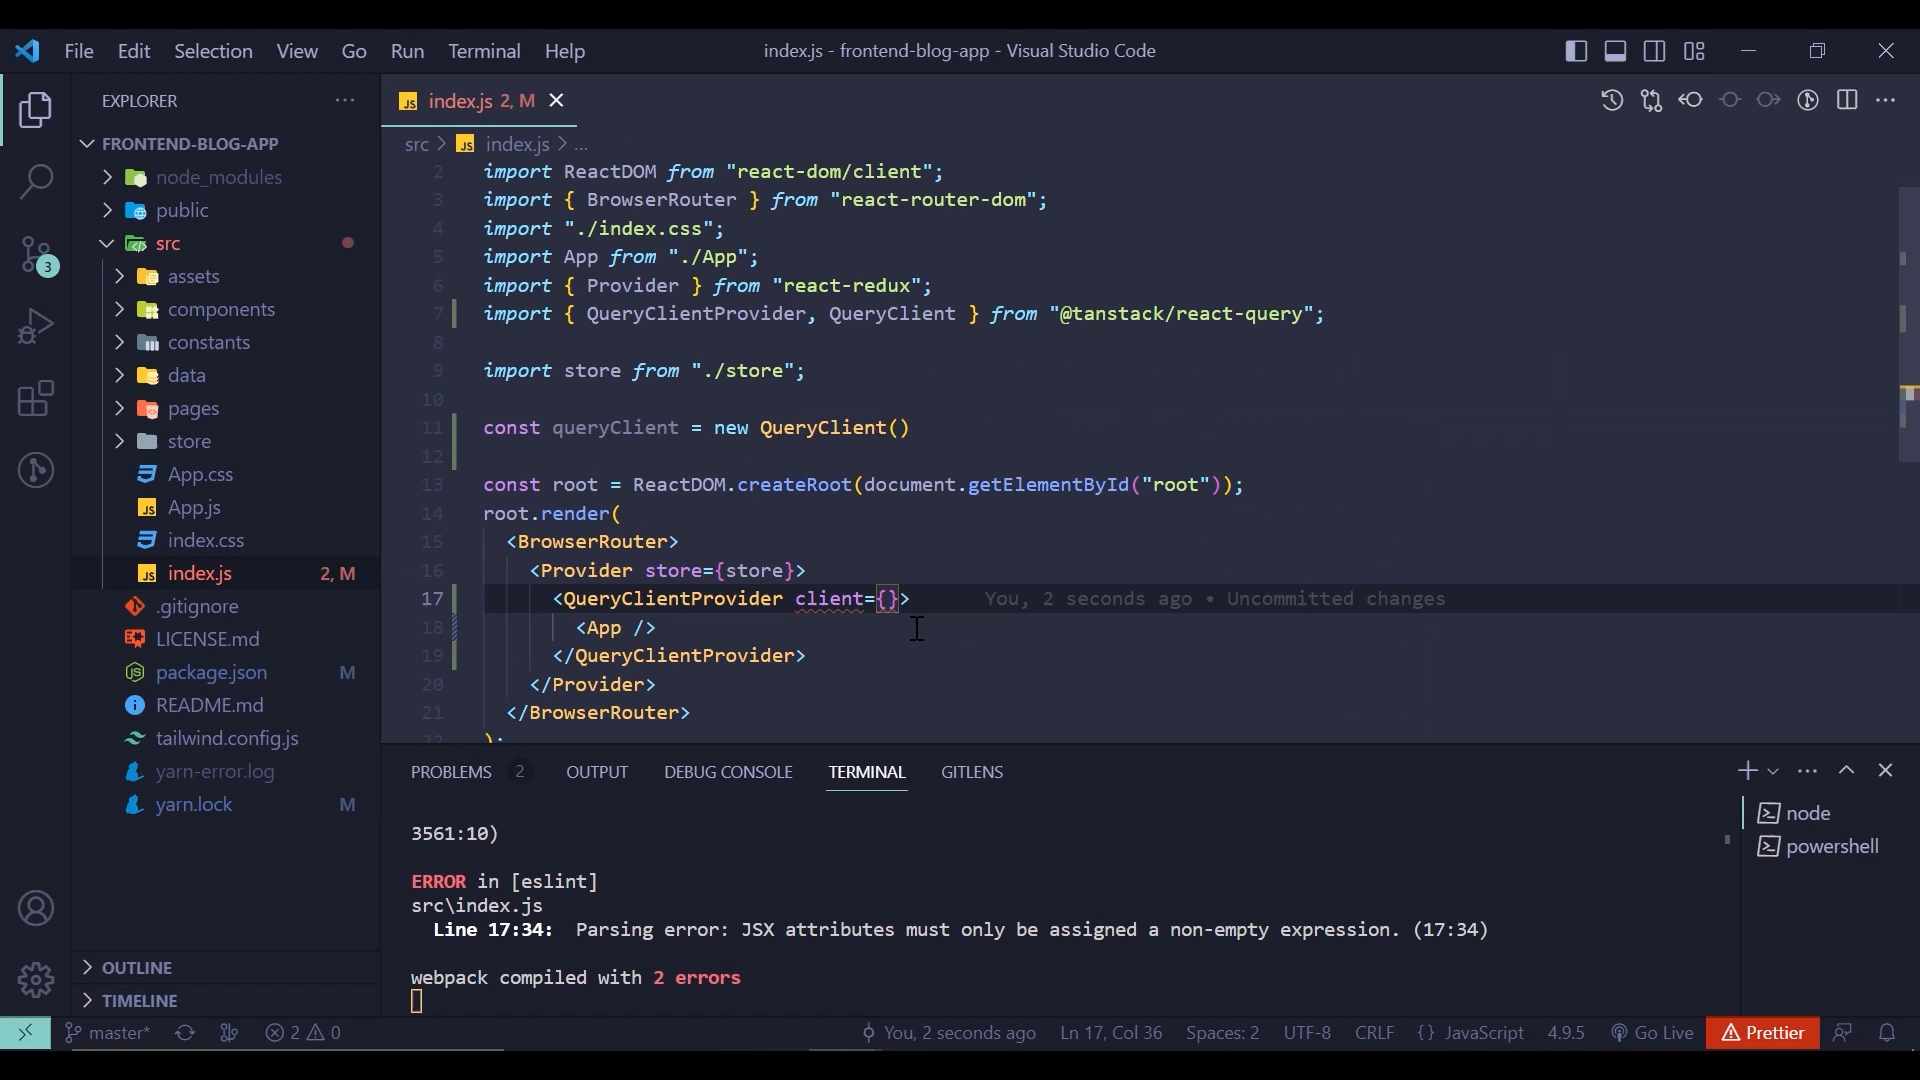 File Edit Selection View Go Run Terminal Help
index.js - frontend-blog-app - Visual Studio Code
EXPLORER
FRONTEND-BLOG-APP
node_modules
public
src
assets
components
constants
data
pages
store
App.css
App.js
index.css
index.js 2, M
.gitignore
LICENSE.md
package.json M
README.md
tailwind.config.js
yarn-error.log
yarn.lock M
OUTLINE
TIMELINE
3
JS index.js 2, M
src > JS index.js > ...
2 import ReactDOM from "react-dom/client";
3 import { BrowserRouter } from "react-router-dom";
4 import "./index.css";
5 import App from "./App";
6 import { Provider } from "react-redux";
7 import { QueryClientProvider, QueryClient } from "@tanstack/react-query";
8
9 import store from "./store";
10
11 const queryClient = new QueryClient()
12
13 const root = ReactDOM.createRoot(document.getElementById("root"));
14 root.render(
15 <BrowserRouter>
16 <Provider store={store}>
17 <QueryClientProvider client={}> You, 2 seconds ago • Uncommitted changes
18 <App />
19 </QueryClientProvider>
20 </Provider>
21 </BrowserRouter>
22 );
PROBLEMS 2 OUTPUT DEBUG CONSOLE TERMINAL GITLENS
3561:10)
ERROR in [eslint]
src\index.js
Line 17:34: Parsing error: JSX attributes must only be assigned a non-empty expression. (17:34)
webpack compiled with 2 errors
node
powershell
master* 2 0 You, 2 seconds ago Ln 17, Col 36 Spaces: 2 UTF-8 CRLF {} JavaScript 4.9.5 Go Live Prettier